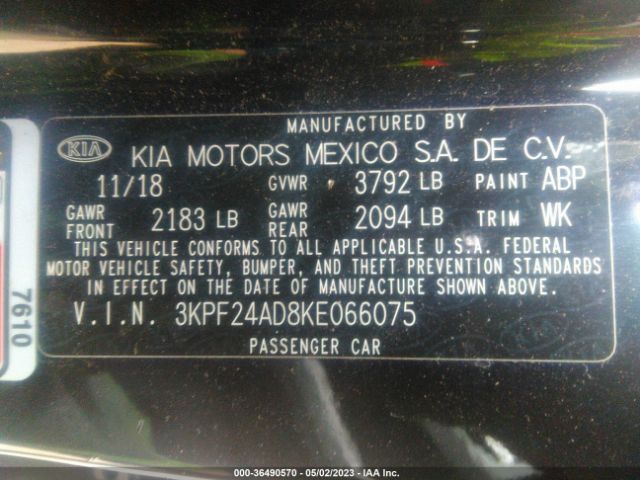 MANUFACTURED BY
KIA KIA MOTORS MEXICO S.A. DE C.V.
11/18 GVWR 3792 LB PAINT ABP
GAWR FRONT 2183 LB GAWR REAR 2094 LB TRIM WK
THIS VEHICLE CONFORMS TO ALL APPLICABLE U.S.A. FEDERAL
MOTOR VEHICLE SAFETY, BUMPER, AND THEFT PREVENTION STANDARDS
IN EFFECT ON THE DATE OF MANUFACTURE SHOWN ABOVE.
V.I.N. 3KPF24AD8KE066075
PASSENGER CAR
7610
000-36490570 - 05/02/2023 - IAA Inc.